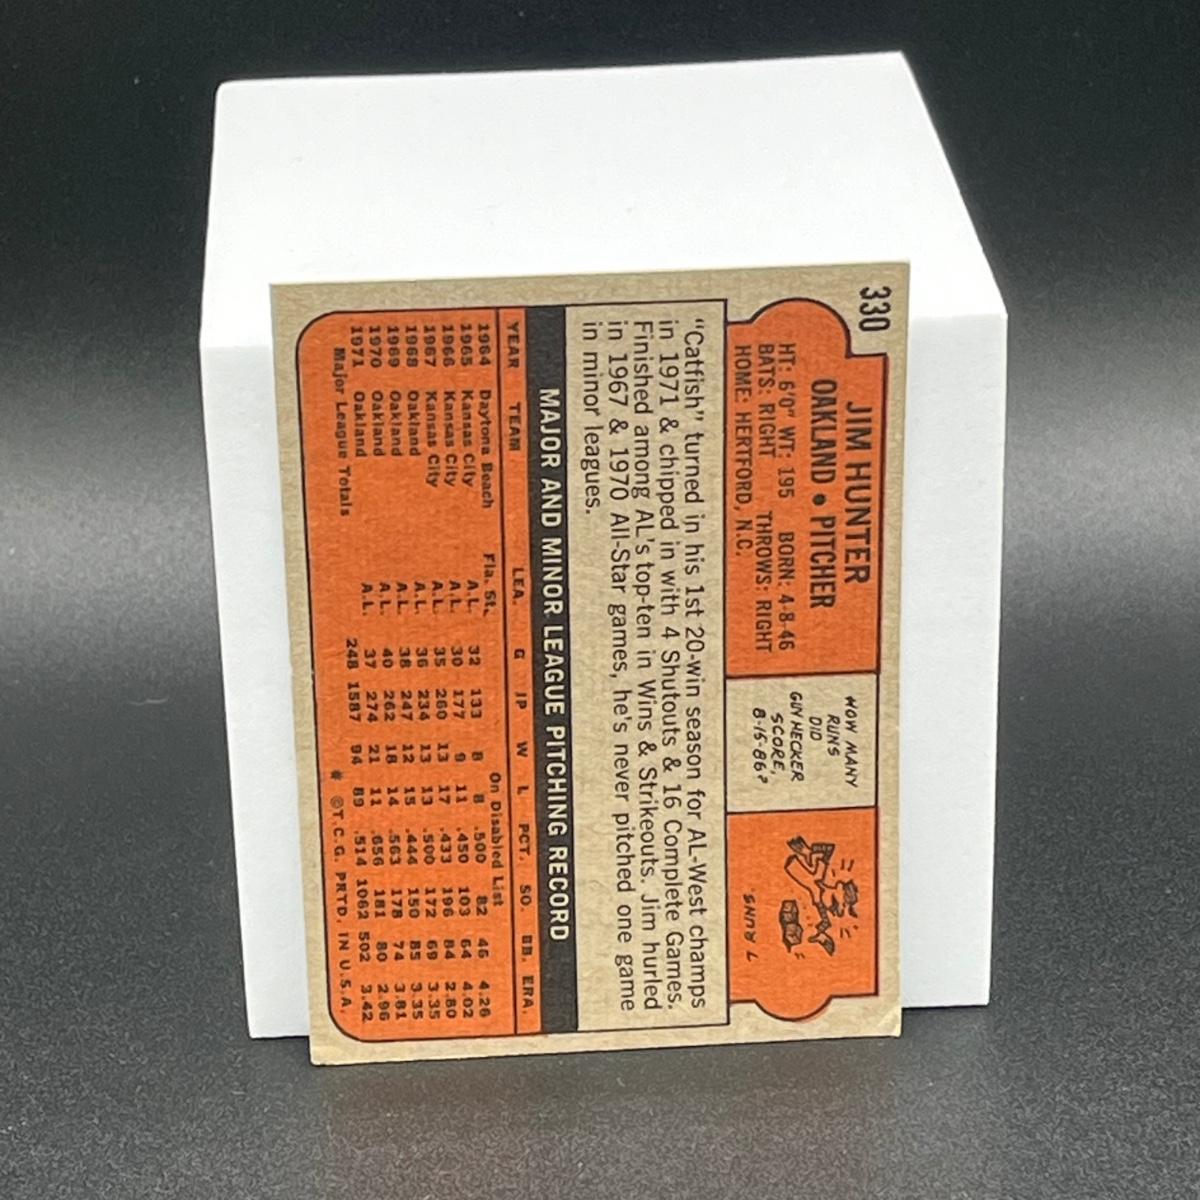 330
JIM HUNTER
OAKLAND • PITCHER
HT: 6'0" WT: 195 BORN: 4-8-46
BATS: RIGHT THROWS: RIGHT
HOME: HERTFORD, N.C.
HOW MANY
RUNS
DID
GUY HECKER
SCORE,
8-15-86?
7 RUNS.
"Catfish" turned in his 1st 20-win season for AL-West champs
in 1971 & chipped in with 4 Shutouts & 16 Complete Games.
Finished among AL's top-ten in Wins & Strikeouts. Jim hurled
in 1967 & 1970 All-Star games, he's never pitched one game
in minor leagues.
MAJOR AND MINOR LEAGUE PITCHING RECORD
YEAR TEAM LEA. G IP W L PCT. SO. BB. ERA.
1964 Daytona Beach Fla. St. On Disabled List
1965 Kansas City A.L. 32 133 8 8 .500 82 46 4.26
1966 Kansas City A.L. 30 177 9 11 .450 103 64 4.02
1967 Kansas City A.L. 35 260 13 17 .433 196 84 2.80
1968 Oakland A.L. 36 234 13 13 .500 172 69 3.35
1969 Oakland A.L. 38 247 12 15 .444 150 85 3.35
1970 Oakland A.L. 40 262 18 14 .563 178 74 3.81
1971 Oakland A.L. 37 274 21 11 .656 181 80 2.96
Major League Totals 248 1587 94 89 .514 1062 502 3.42
* ©T.C.G. PRTD. IN U.S.A.